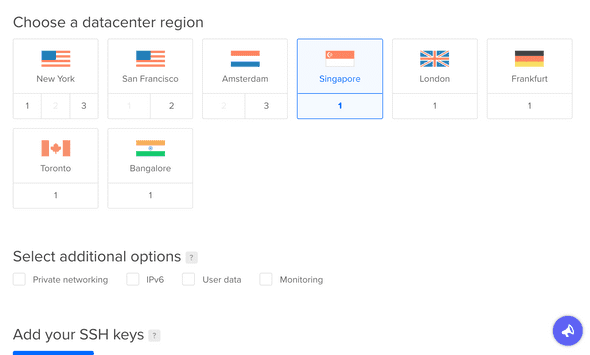 Choose a datacenter region
New York San Francisco Amsterdam Singapore London Frankfurt
1 2 3 1 2 2 3 1 1 1
Toronto Bangalore
1 1
Select additional options ?
Private networking IPv6 User data Monitoring
Add your SSH keys ?